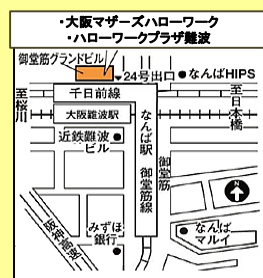 ・大阪マザーズハローワーク
・ハローワークプラザ難波
御堂筋グランドビル
24号出口
なんばHIPS
至桜川
千日前線
至日本橋
大阪難波駅
なんば駅
御堂筋線
御堂筋
近鉄難波
ビル
阪神高速
みずほ
銀行
なんば
マルイ